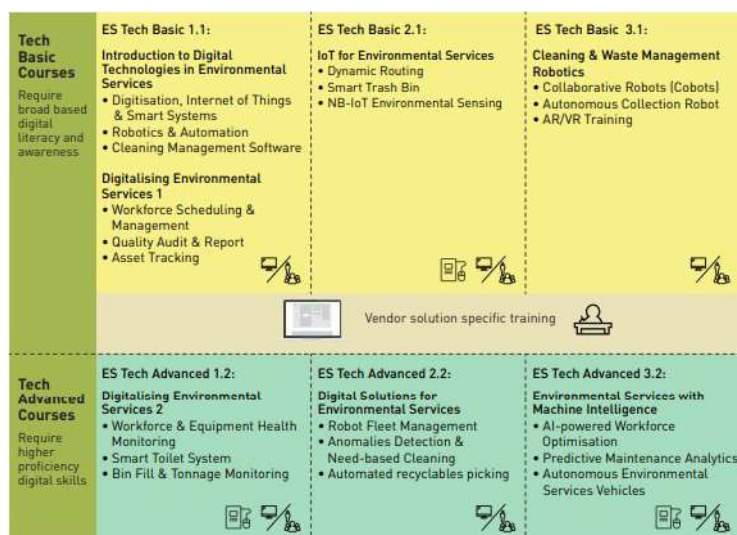 Tech
Basic
Courses
Require
broad based
digital
literacy and
awareness
ES Tech Basic 1.1:
Introduction to Digital
Technologies in Environmental
Services
• Digitisation, Internet of Things
& Smart Systems
• Robotics & Automation
• Cleaning Management Software
Digitalising Environmental
Services 1
• Workforce Scheduling &
Management
• Quality Audit & Report
• Asset Tracking
ES Tech Basic 2.1:
IoT for Environmental Services
• Dynamic Routing
• Smart Trash Bin
• NB-IoT Environmental Sensing
ES Tech Basic 3.1:
Cleaning & Waste Management
Robotics
• Collaborative Robots (Cobots)
• Autonomous Collection Robot
• AR/VR Training
Vendor solution specific training
Tech
Advanced
Courses
Require
higher
proficiency
digital skills
ES Tech Advanced 1.2:
Digitalising Environmental
Services 2
• Workforce & Equipment Health
Monitoring
• Smart Toilet System
• Bin Fill & Tonnage Monitoring
ES Tech Advanced 2.2:
Digital Solutions for
Environmental Services
• Robot Fleet Management
• Anomalies Detection &
Need-based Cleaning
• Automated recyclables picking
ES Tech Advanced 3.2:
Environmental Services with
Machine Intelligence
• AI-powered Workforce
Optimisation
• Predictive Maintenance Analytics
• Autonomous Environmental
Services Vehicles